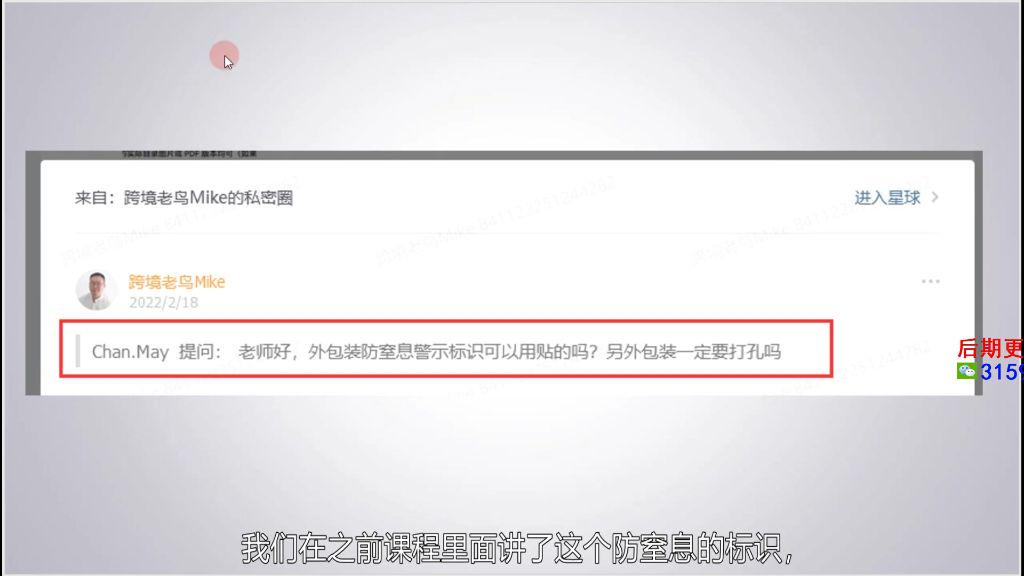 来自：跨境老鸟Mike的私密圈
进入星球
跨境老鸟Mike
2022/2/18
Chan.May 提问： 老师好，外包装防窒息警示标识可以用贴的吗？另外包装一定要打孔吗
后期更
3159
我们在之前课程里面讲了这个防窒息的标识，